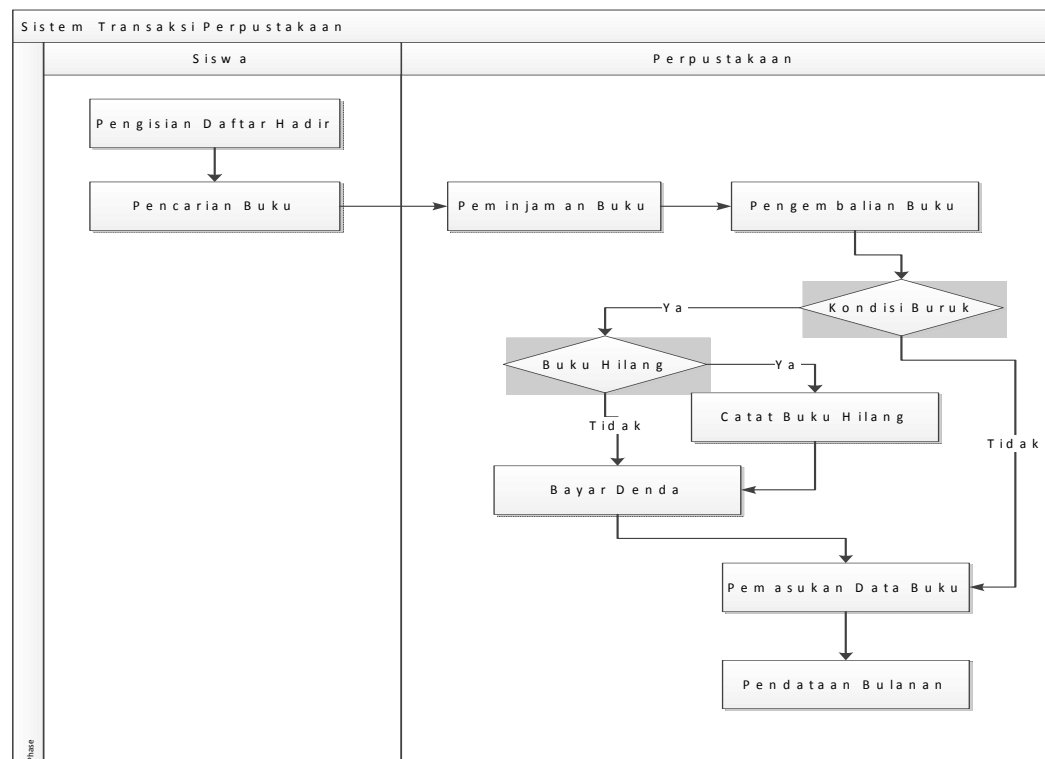 Sistem Transaksi Perpustakaan
Siswa
Perpustakaan
Pengisian Daftar Hadir
Pencarian Buku
Peminjaman Buku
Pengembalian Buku
Kondisi Buruk
Ya
Buku Hilang
Ya
Catat Buku Hilang
Tidak
Tidak
Bayar Denda
Pemasukan Data Buku
Pendataan Bulanan
Phase